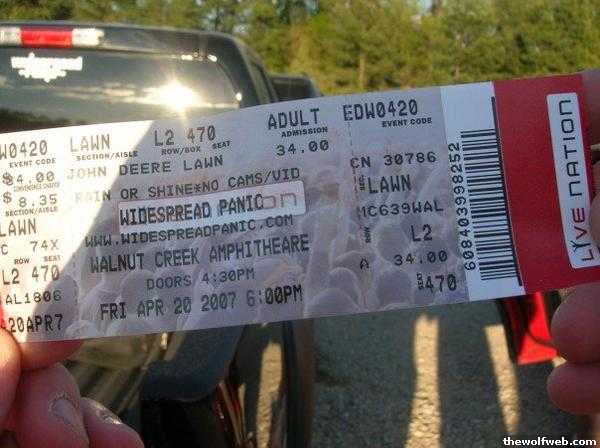 W0420 LAWN L2 470 ADULT EDW0420
EVENT CODE SECTION/AISLE ROW/BOX SEAT ADMISSION EVENT CODE
$4.00 JOHN DEERE LAWN 34.00 CN 30786
CONVENIENCE CHARGE
$ 8.35 RAIN OR SHINE*NO CAMS/VID LAWN
SECTION/AISLE WIDESPREAD PANIC MC639WAL
LAWN WWW.WIDESPREADPANIC.COM L2
C 74X WALNUT CREEK AMPHITHEARE A 34.00
L2 470 DOORS 4:30PM SEAT 470
AL1806 FRI APR 20 2007 6:00PM
A20APR7
608403998252
LIVE NATION
thewolfweb.com